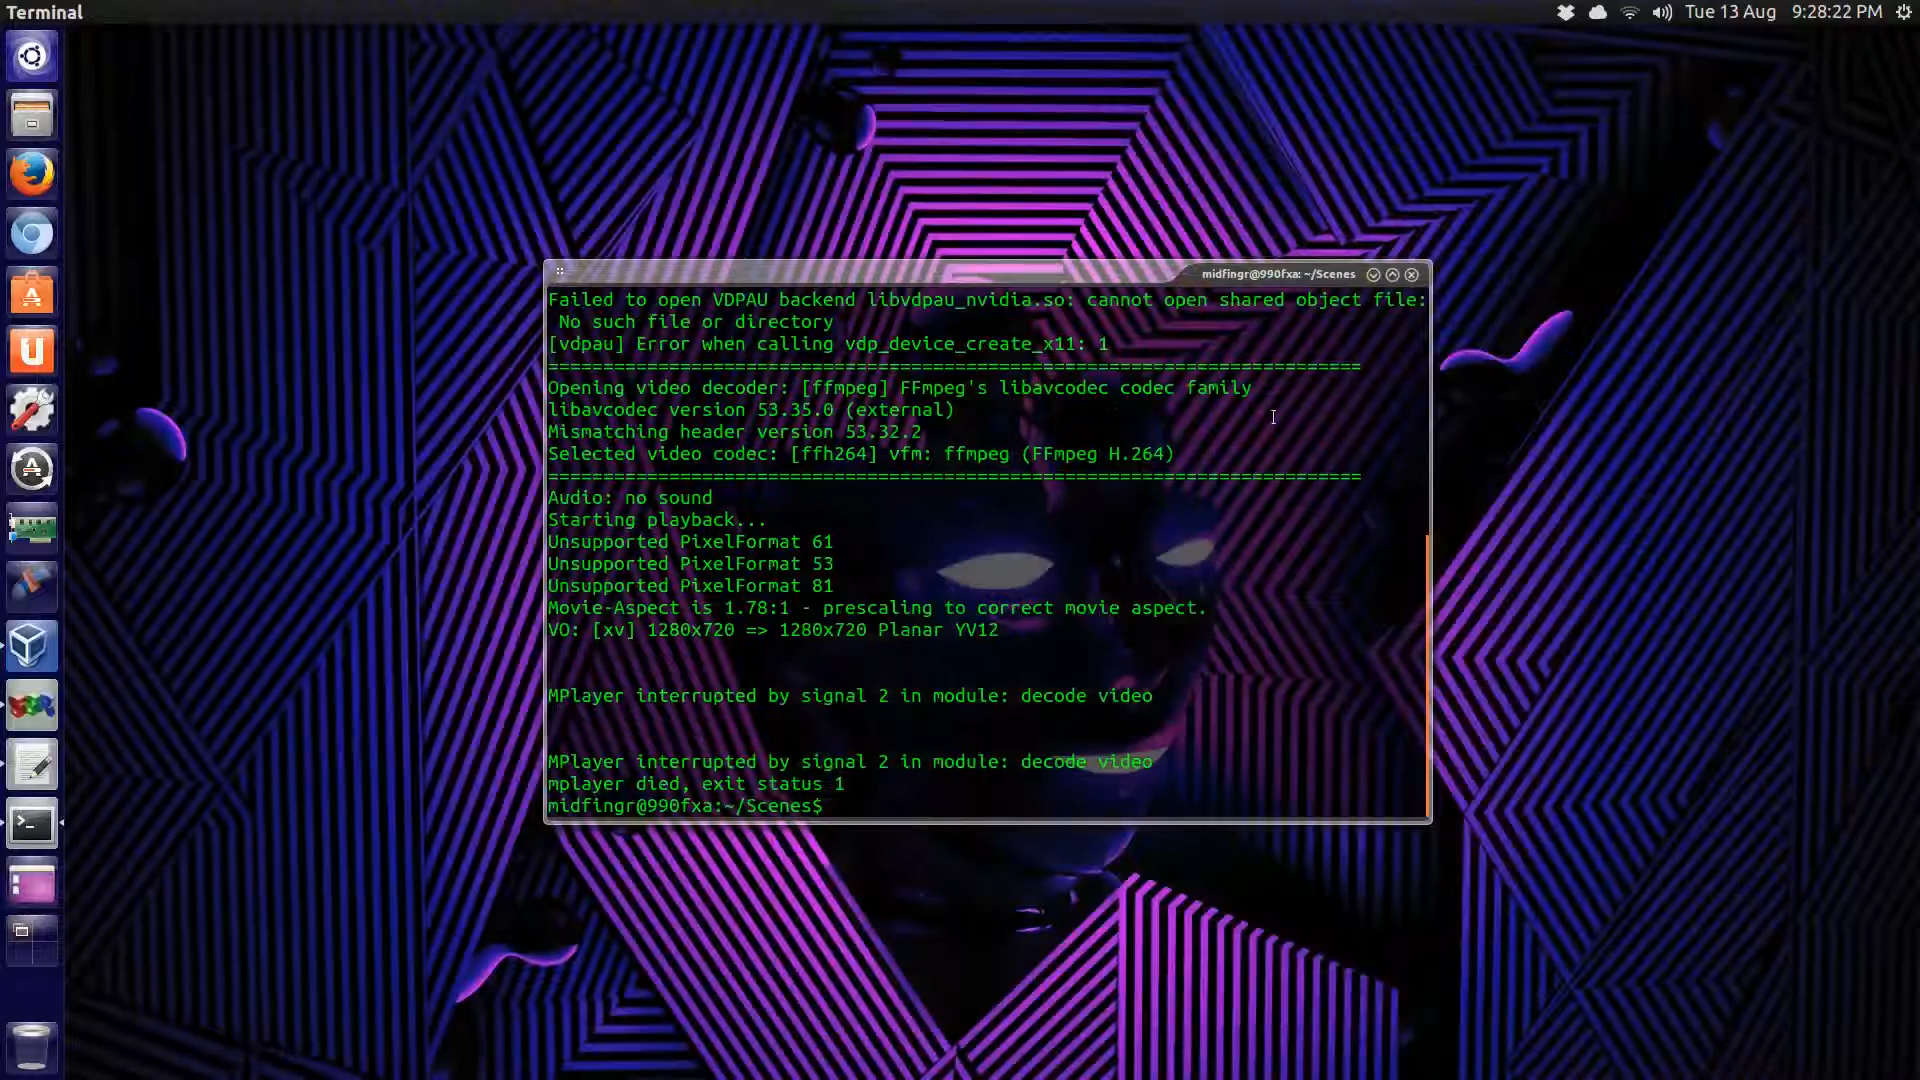 Terminal
Tue 13 Aug 9:28:22 PM
midfingr@990fxa: ~/Scenes
Failed to open VDPAU backend libvdpau_nvidia.so: cannot open shared object file:
 No such file or directory
[vdpau] Error when calling vdp_device_create_x11: 1
==========================================================================
Opening video decoder: [ffmpeg] FFmpeg's libavcodec codec family
libavcodec version 53.35.0 (external)
Mismatching header version 53.32.2
Selected video codec: [ffh264] vfm: ffmpeg (FFmpeg H.264)
==========================================================================
Audio: no sound
Starting playback...
Unsupported PixelFormat 61
Unsupported PixelFormat 53
Unsupported PixelFormat 81
Movie-Aspect is 1.78:1 - prescaling to correct movie aspect.
VO: [xv] 1280x720 => 1280x720 Planar YV12
MPlayer interrupted by signal 2 in module: decode video
MPlayer interrupted by signal 2 in module: decode video
mplayer died, exit status 1
midfingr@990fxa:~/Scenes$